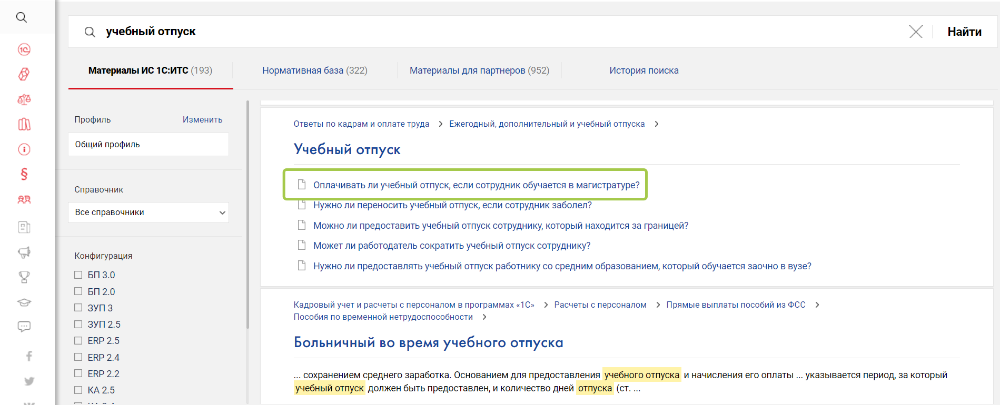 учебный отпуск
Найти
Материалы ИС 1С:ИТС (193)
Нормативная база (322)
Материалы для партнеров (952)
История поиска
Профиль
Изменить
Общий профиль
Справочник
Все справочники
Конфигурация
БП 3.0
БП 2.0
ЗУП 3
ЗУП 2.5
ERP 2.5
ERP 2.4
ERP 2.2
КА 2.5
Ответы по кадрам и оплате труда > Ежегодный, дополнительный и учебный отпуска >
Учебный отпуск
Оплачивать ли учебный отпуск, если сотрудник обучается в магистратуре?
Нужно ли переносить учебный отпуск, если сотрудник заболел?
Можно ли предоставить учебный отпуск сотруднику, который находится за границей?
Может ли работодатель сократить учебный отпуск сотруднику?
Нужно ли предоставлять учебный отпуск работнику со средним образованием, который обучается заочно в вузе?
Кадровый учет и расчеты с персоналом в программах «1С» > Расчеты с персоналом > Прямые выплаты пособий из ФСС >
Пособия по временной нетрудоспособности >
Больничный во время учебного отпуска
... сохранением среднего заработка. Основанием для предоставления учебного отпуска и начисления его оплаты ... указывается период, за который
учебный отпуск должен быть предоставлен, и количество дней отпуска (ст. ...